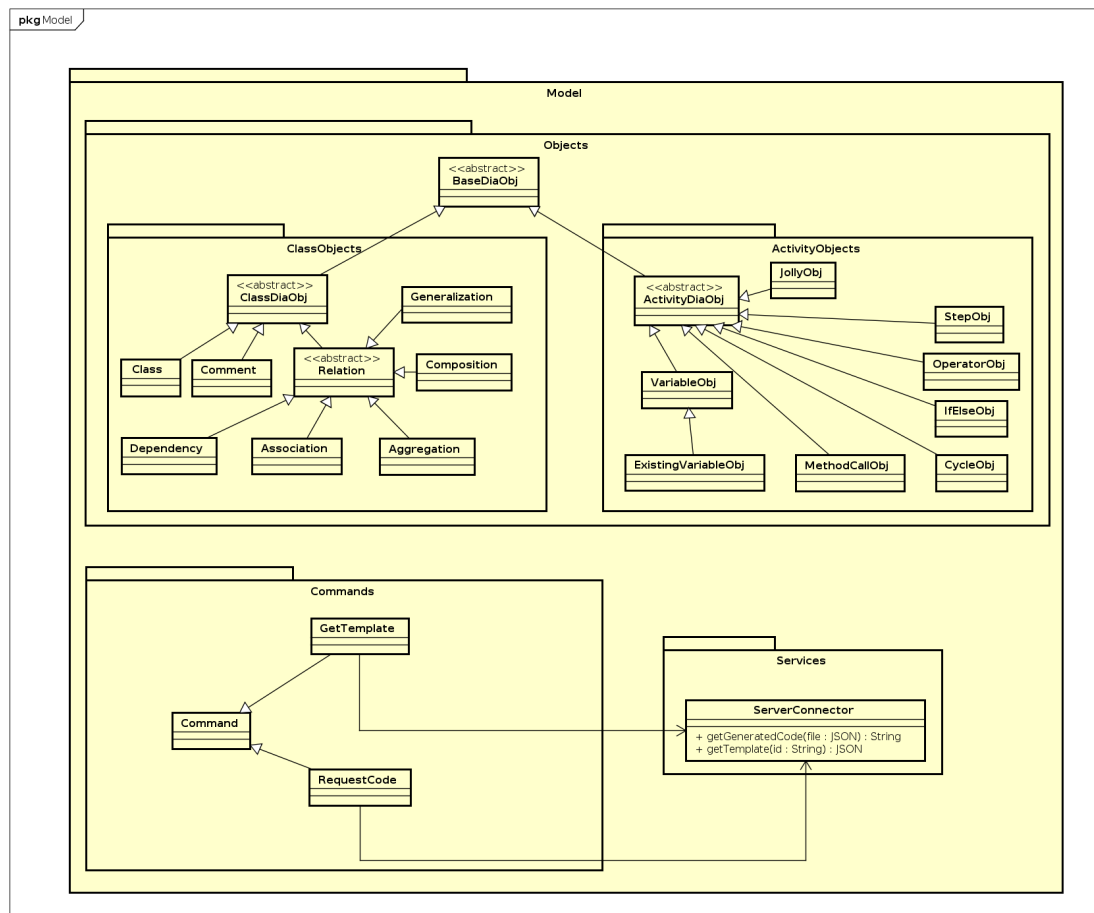 pkg Model
Model
Objects
<<abstract>>
BaseDiaObj
ClassObjects
<<abstract>>
ClassDiaObj
Generalization
Class
Comment
<<abstract>>
Relation
Composition
Dependency
Association
Aggregation
ActivityObjects
<<abstract>>
ActivityDiaObj
JollyObj
StepObj
OperatorObj
VariableObj
IfElseObj
ExistingVariableObj
MethodCallObj
CycleObj
Commands
GetTemplate
Command
RequestCode
Services
ServerConnector
+ getGeneratedCode(file : JSON) : String
+ getTemplate(id : String) : JSON